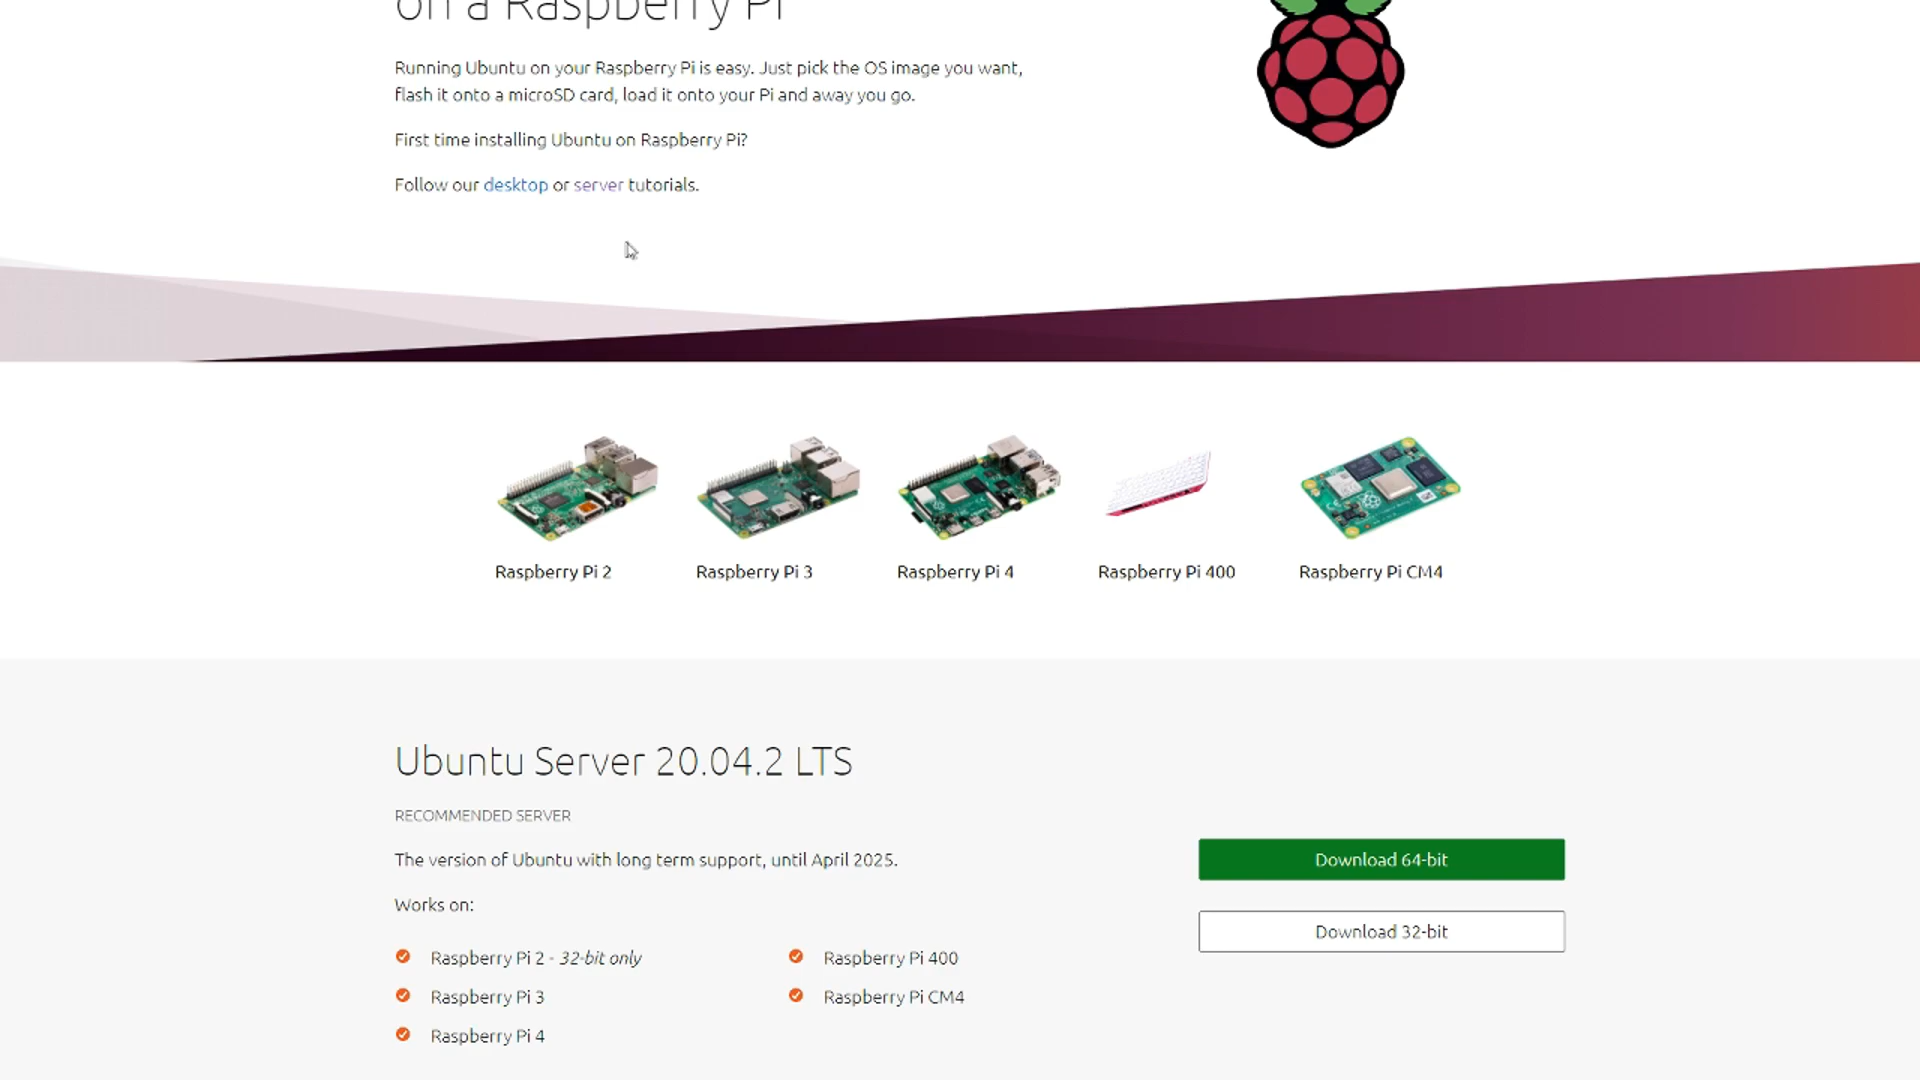 on a Raspberry Pi
Running Ubuntu on your Raspberry Pi is easy. Just pick the OS image you want,
flash it onto a microSD card, load it onto your Pi and away you go.
First time installing Ubuntu on Raspberry Pi?
Follow our desktop or server tutorials.
Raspberry Pi 2
Raspberry Pi 3
Raspberry Pi 4
Raspberry Pi 400
Raspberry Pi CM4
Ubuntu Server 20.04.2 LTS
RECOMMENDED SERVER
The version of Ubuntu with long term support, until April 2025.
Download 64-bit
Works on:
Download 32-bit
Raspberry Pi 2 - 32-bit only
Raspberry Pi 400
Raspberry Pi 3
Raspberry Pi CM4
Raspberry Pi 4